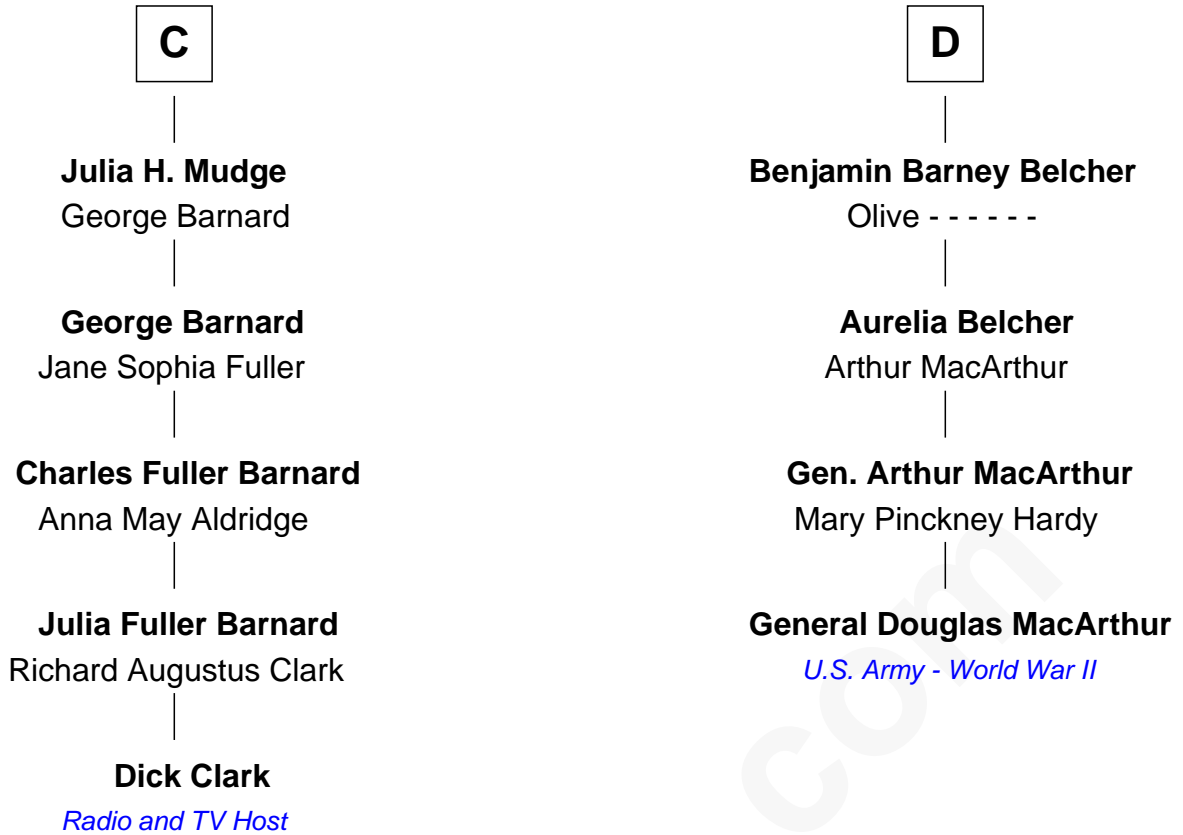 C
Julia H. Mudge
George Barnard
George Barnard
Jane Sophia Fuller
Charles Fuller Barnard
Anna May Aldridge
Julia Fuller Barnard
Richard Augustus Clark
Dick Clark
Radio and TV Host
D
Benjamin Barney Belcher
Olive - - - - - -
Aurelia Belcher
Arthur MacArthur
Gen. Arthur MacArthur
Mary Pinckney Hardy
General Douglas MacArthur
U.S. Army - World War II
com